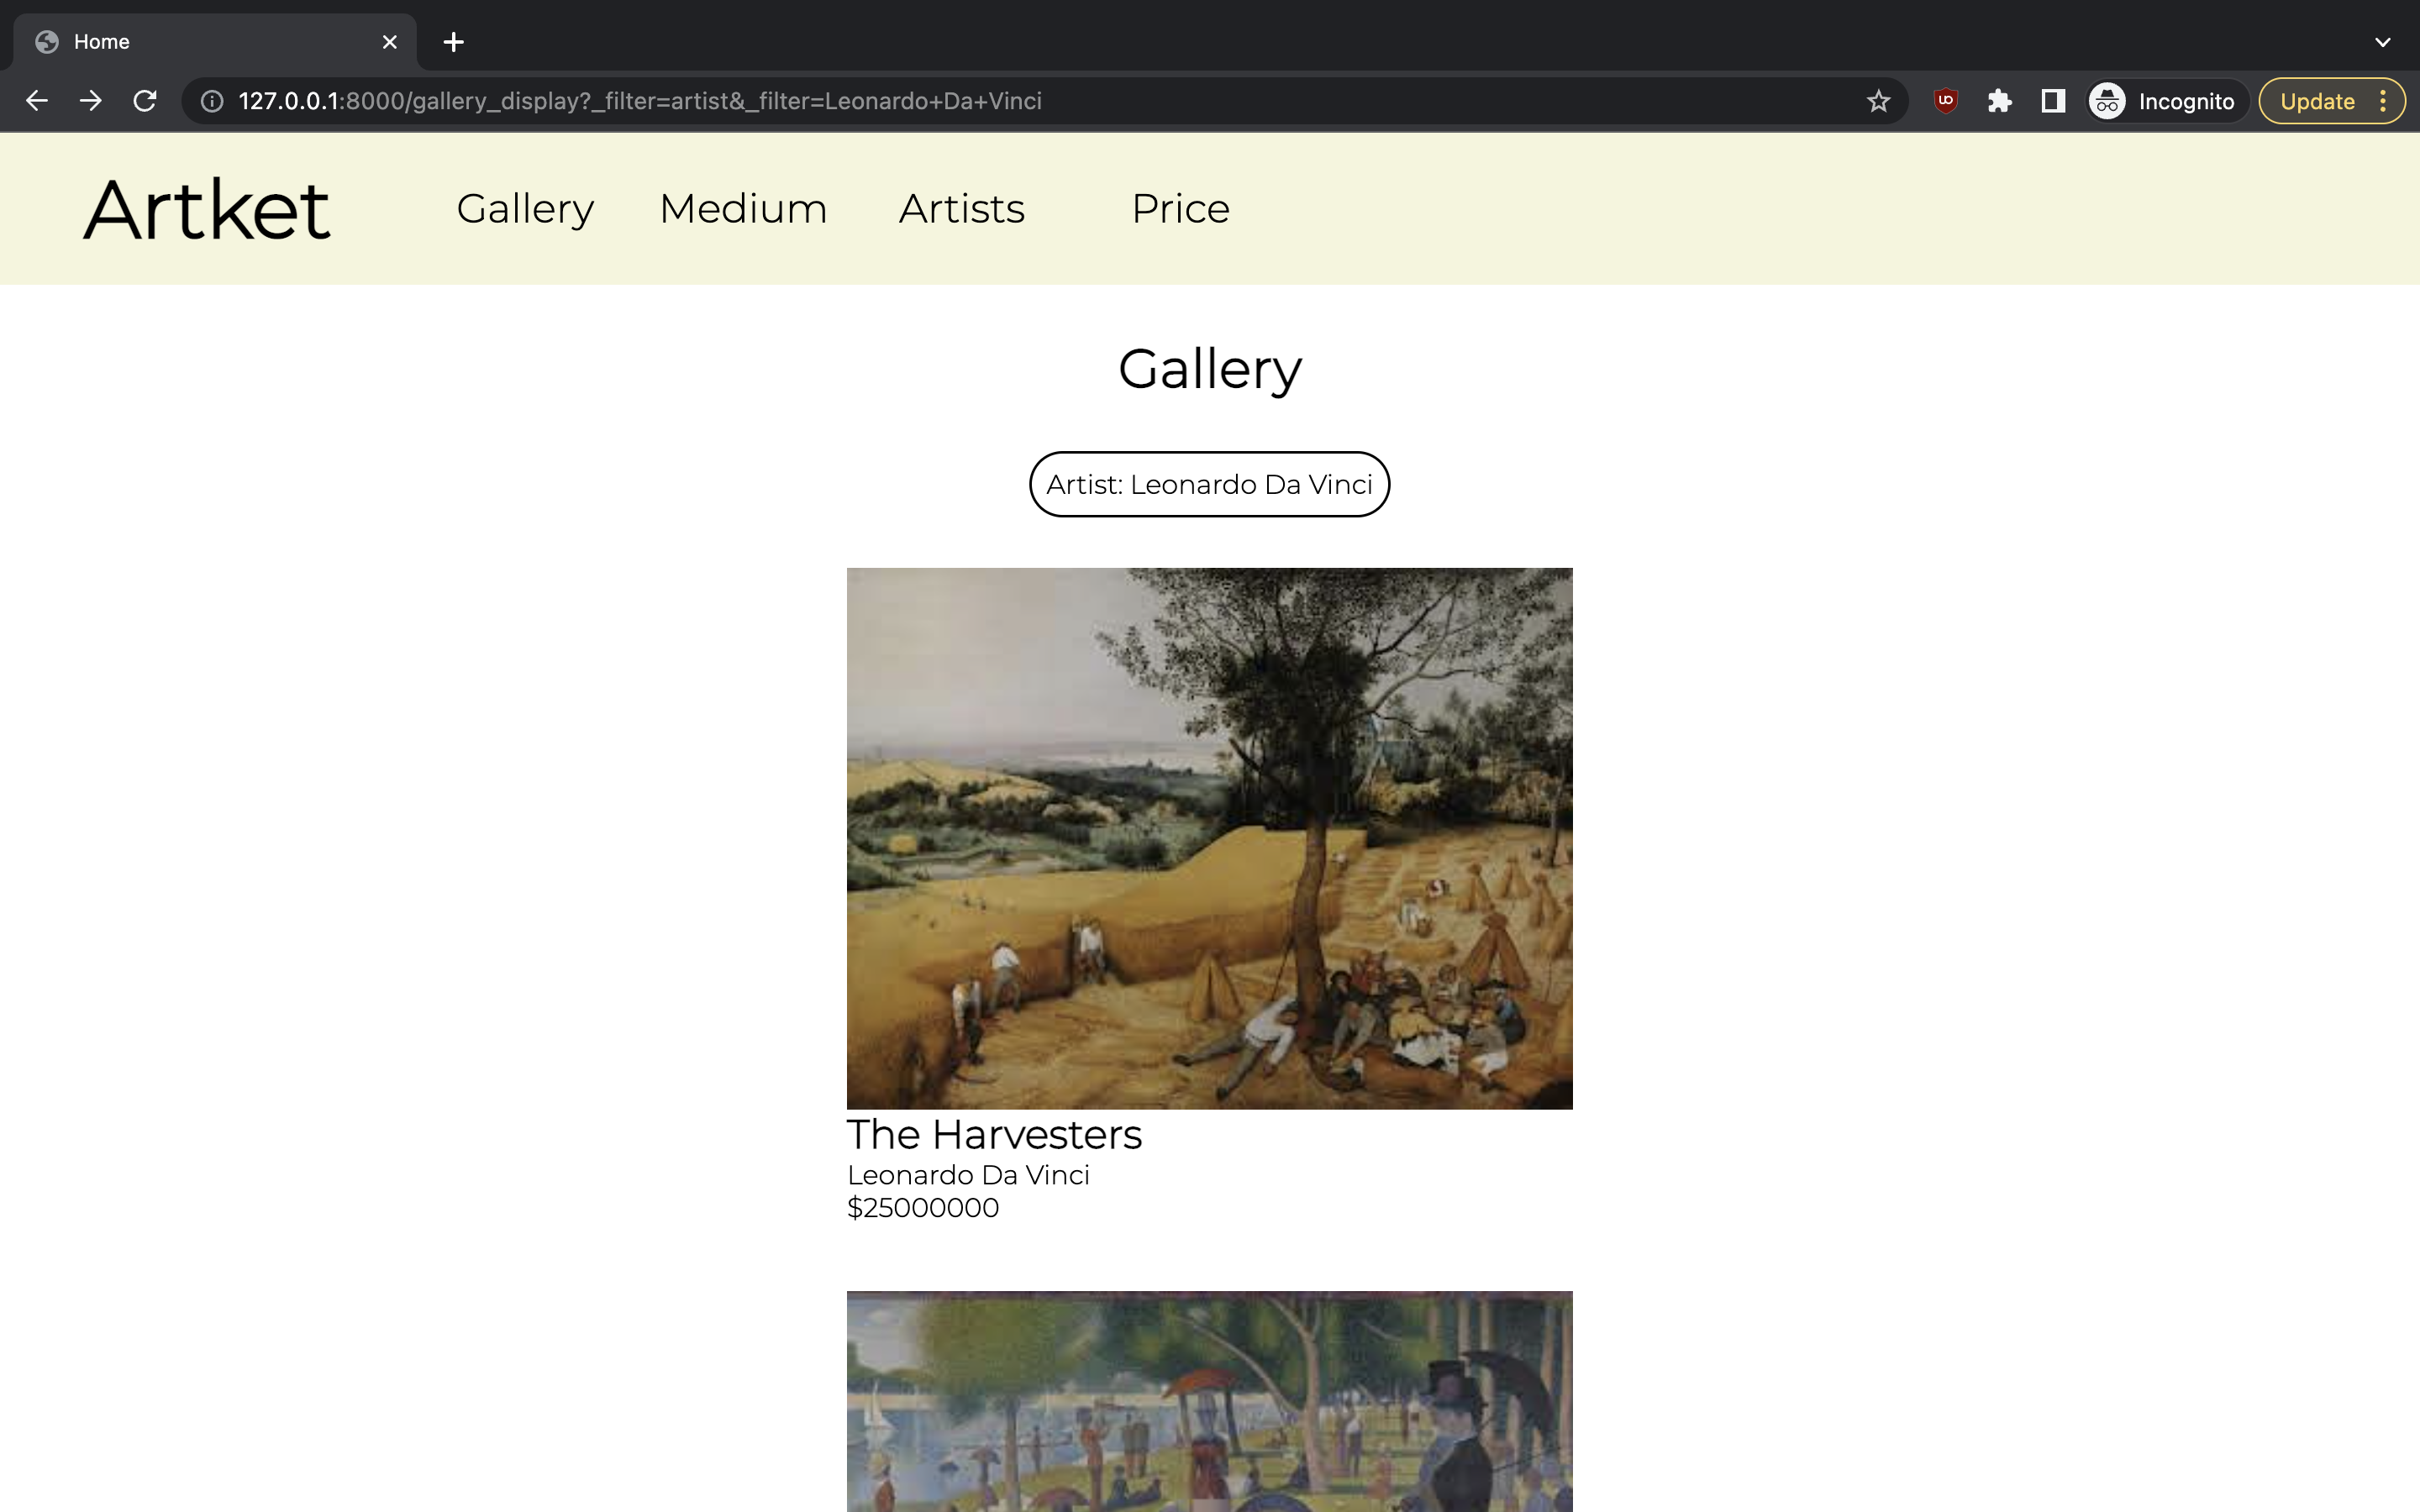 Home
127.0.0.1:8000/gallery_display?_filter=artist&_filter=Leonardo+Da+Vinci
Incognito
Update
Artket
Gallery
Medium
Artists
Price
Gallery
Artist: Leonardo Da Vinci
The Harvesters
Leonardo Da Vinci
$25000000